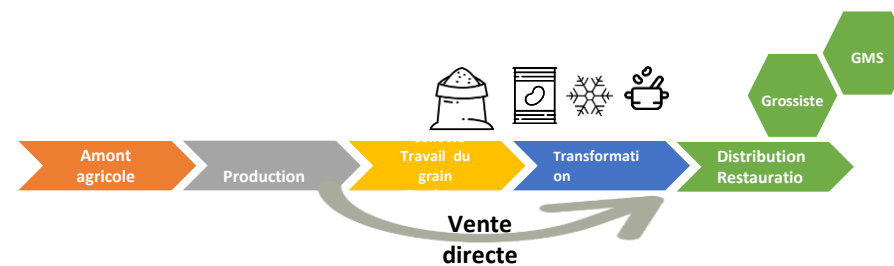 GMS
Grossiste
Amont
agricole
Production
Travail du
grain
Transformati
on
Distribution
Restauratio
Vente
directe